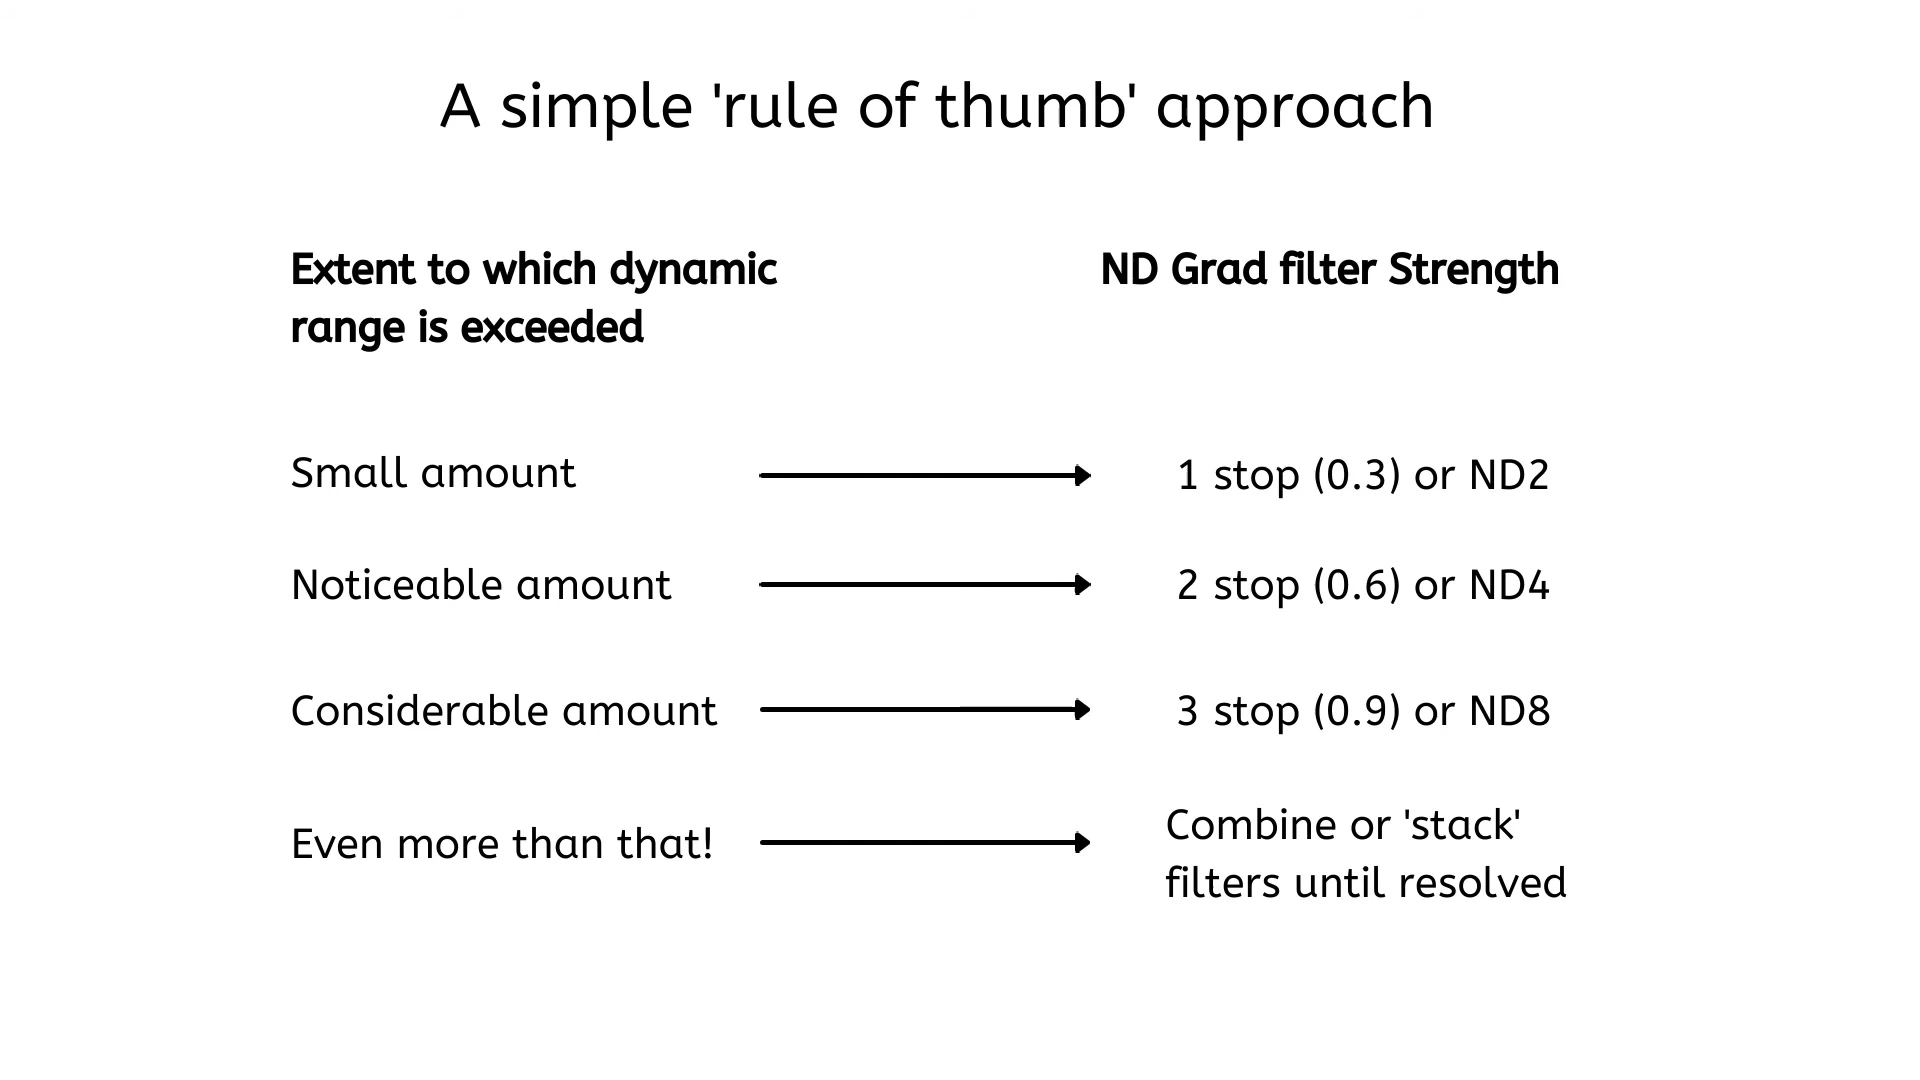 A simple 'rule of thumb' approach
Extent to which dynamic
range is exceeded
ND Grad filter Strength
Small amount
1 stop (0.3) or ND2
Noticeable amount
2 stop (0.6) or ND4
Considerable amount
3 stop (0.9) or ND8
Even more than that!
Combine or 'stack'
filters until resolved